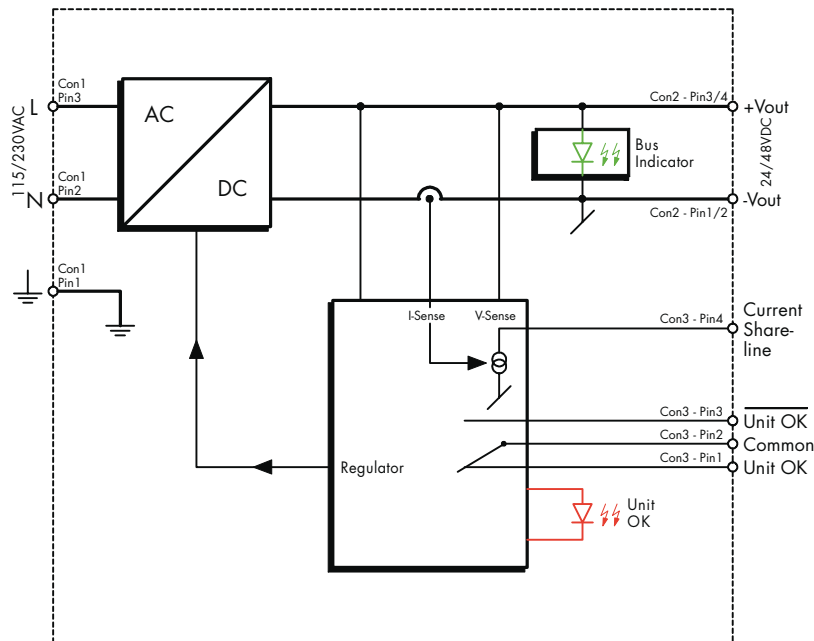 115/230VAC
L
Con1
Pin3
N
Con1
Pin2
Con1
Pin1
AC
DC
Con2 - Pin3/4
+Vout
24/48VDC
Bus
Indicator
-Vout
Con2 - Pin1/2
I-Sense
V-Sense
Con3 - Pin4
Current
Share-
line
Con3 - Pin3
Unit OK
Con3 - Pin2
Common
Con3 - Pin1
Unit OK
Regulator
Unit
OK